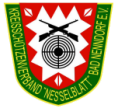 KREISSCHÜTZENVERBAND "NESSELBLATT" BAD NENNDORF E.V.